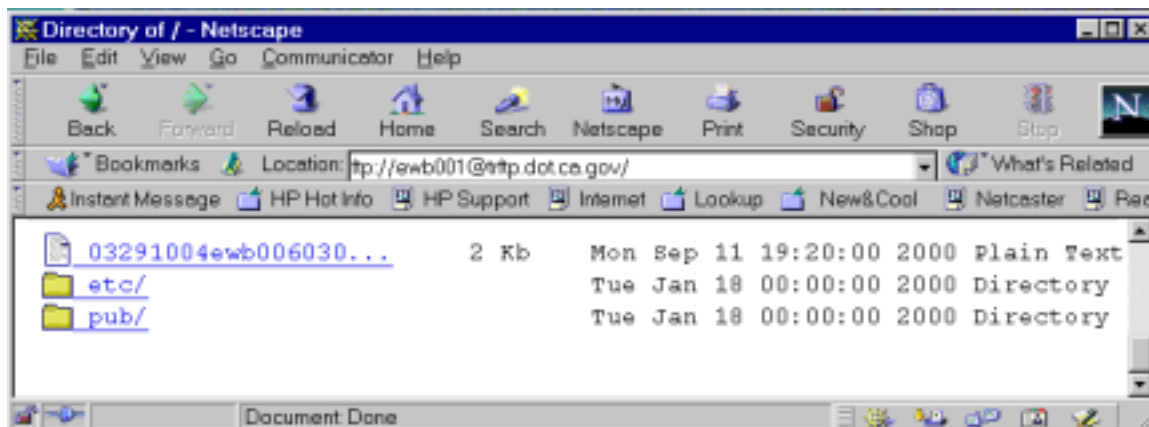 Directory of / - Netscape
File Edit View Go Communicator Help
Back Forward Reload Home Search Netscape Print Security Shop Stop
N
Bookmarks Location: ftp://ewb001@trftp.dot.ca.gov/ What's Related
Instant Message HP Hot Info HP Support Internet Lookup New&Cool Netcaster
03291004ewb006030... 2 Kb Mon Sep 11 19:20:00 2000 Plain Text
etc/ Tue Jan 18 00:00:00 2000 Directory
pub/ Tue Jan 18 00:00:00 2000 Directory
Document: Done